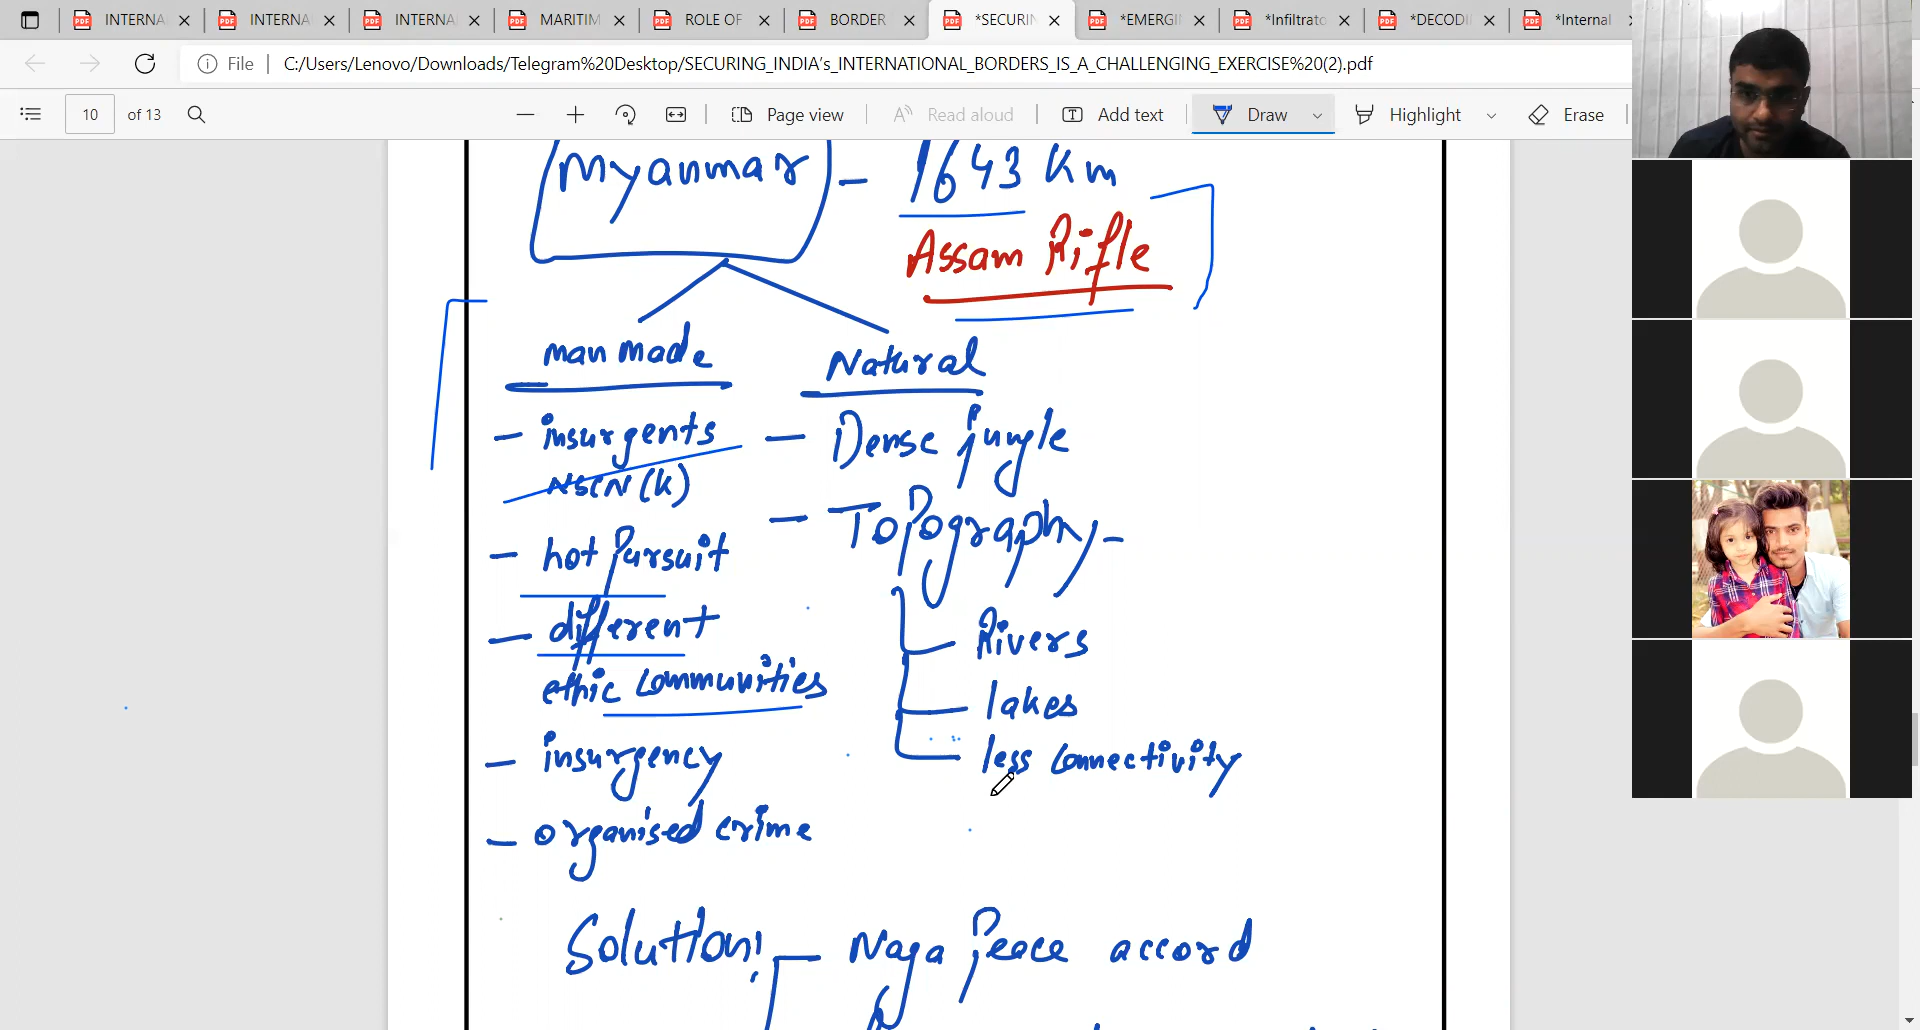 INTERNA
INTERNA
INTERNA
MARITIM
ROLE OF
BORDER
*SECURIN
*EMERGI
*Infiltrato
*DECODI
*Internal
File
C:/Users/Lenovo/Downloads/Telegram%20Desktop/SECURING_INDIA's_INTERNATIONAL_BORDERS_IS_A_CHALLENGING_EXERCISE%20(2).pdf
10 of 13
Page view
Read aloud
Add text
Draw
Highlight
Erase
Myanmar - 1643 Km
Assam Rifle
man made
Natural
- insurgents
NSCN (K)
- Dense jungle
- Topography -
- hot pursuit
- different
ethic communities
Rivers
lakes
less connectivity
- insurgency
- organised crime
Solution:
Naga Peace accord